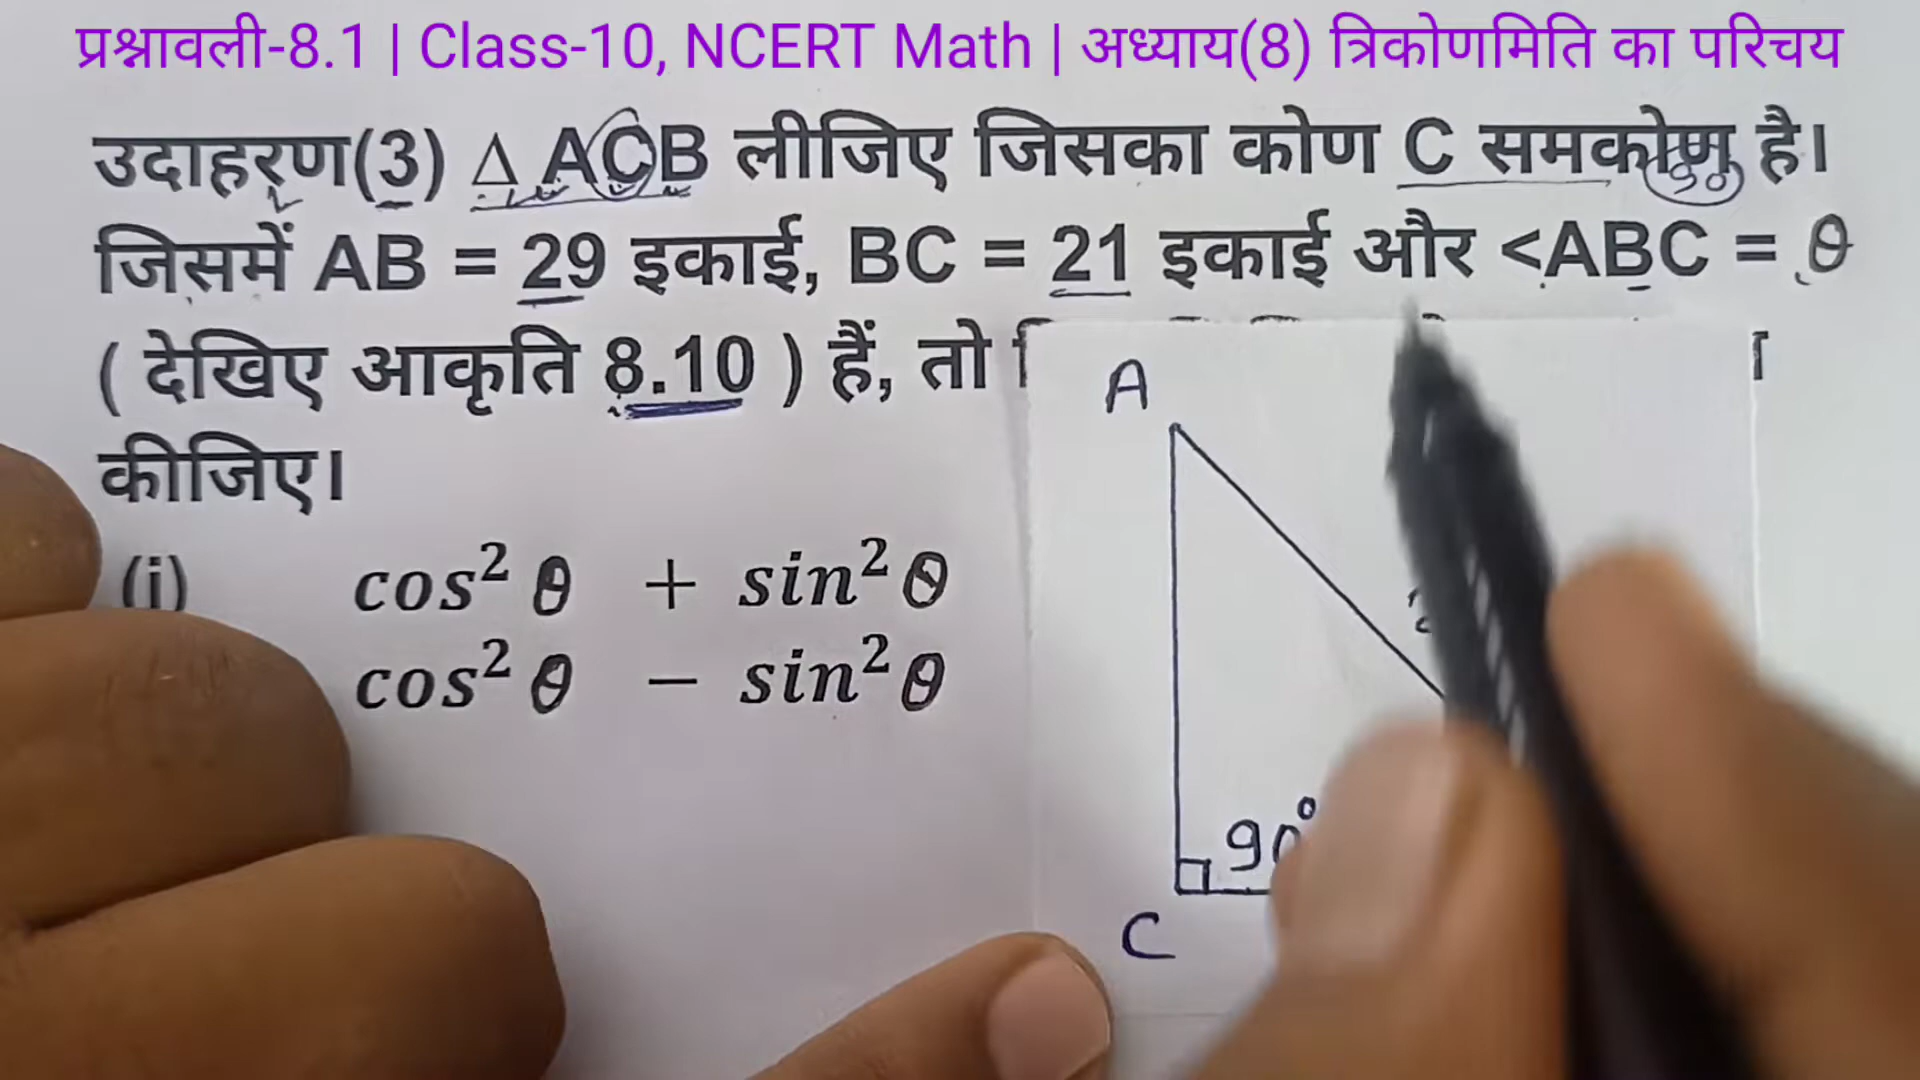 प्रश्नावली-8.1 | Class-10, NCERT Math | अध्याय(8) त्रिकोणमिति का परिचय
उदाहरण(3) Δ ACB लीजिए जिसका कोण C समकोण है।
90
जिसमें AB = 29 इकाई, BC = 21 इकाई और <ABC = θ
( देखिए आकृति 8.10 ) हैं, तो
कीजिए।
(i) cos² θ + sin² θ
cos² θ − sin² θ
A
90°
C